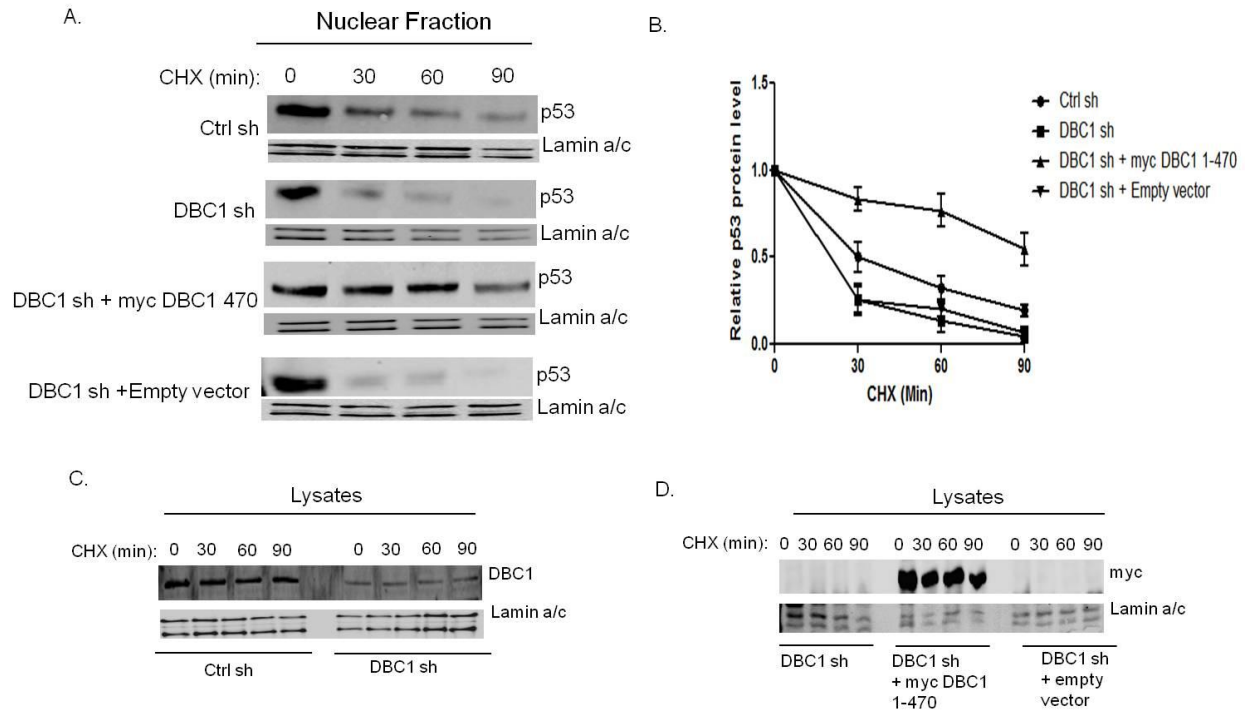 A.
Nuclear Fraction
CHX (min): 0 30 60 90
Ctrl sh
p53
Lamin a/c
DBC1 sh
p53
Lamin a/c
DBC1 sh + myc DBC1 470
p53
Lamin a/c
DBC1 sh +Empty vector
p53
Lamin a/c
B.
Relative p53 protein level
1.5
1.0
0.5
0.0
0 30 60 90
CHX (Min)
Ctrl sh
DBC1 sh
DBC1 sh + myc DBC1 1-470
DBC1 sh + Empty vector
C.
Lysates
CHX (min): 0 30 60 90 0 30 60 90
DBC1
Lamin a/c
Ctrl sh
DBC1 sh
D.
Lysates
CHX (min): 0 30 60 90 0 30 60 90 0 30 60 90
myc
Lamin a/c
DBC1 sh
DBC1 sh
+ myc DBC1
1-470
DBC1 sh
+ empty
vector